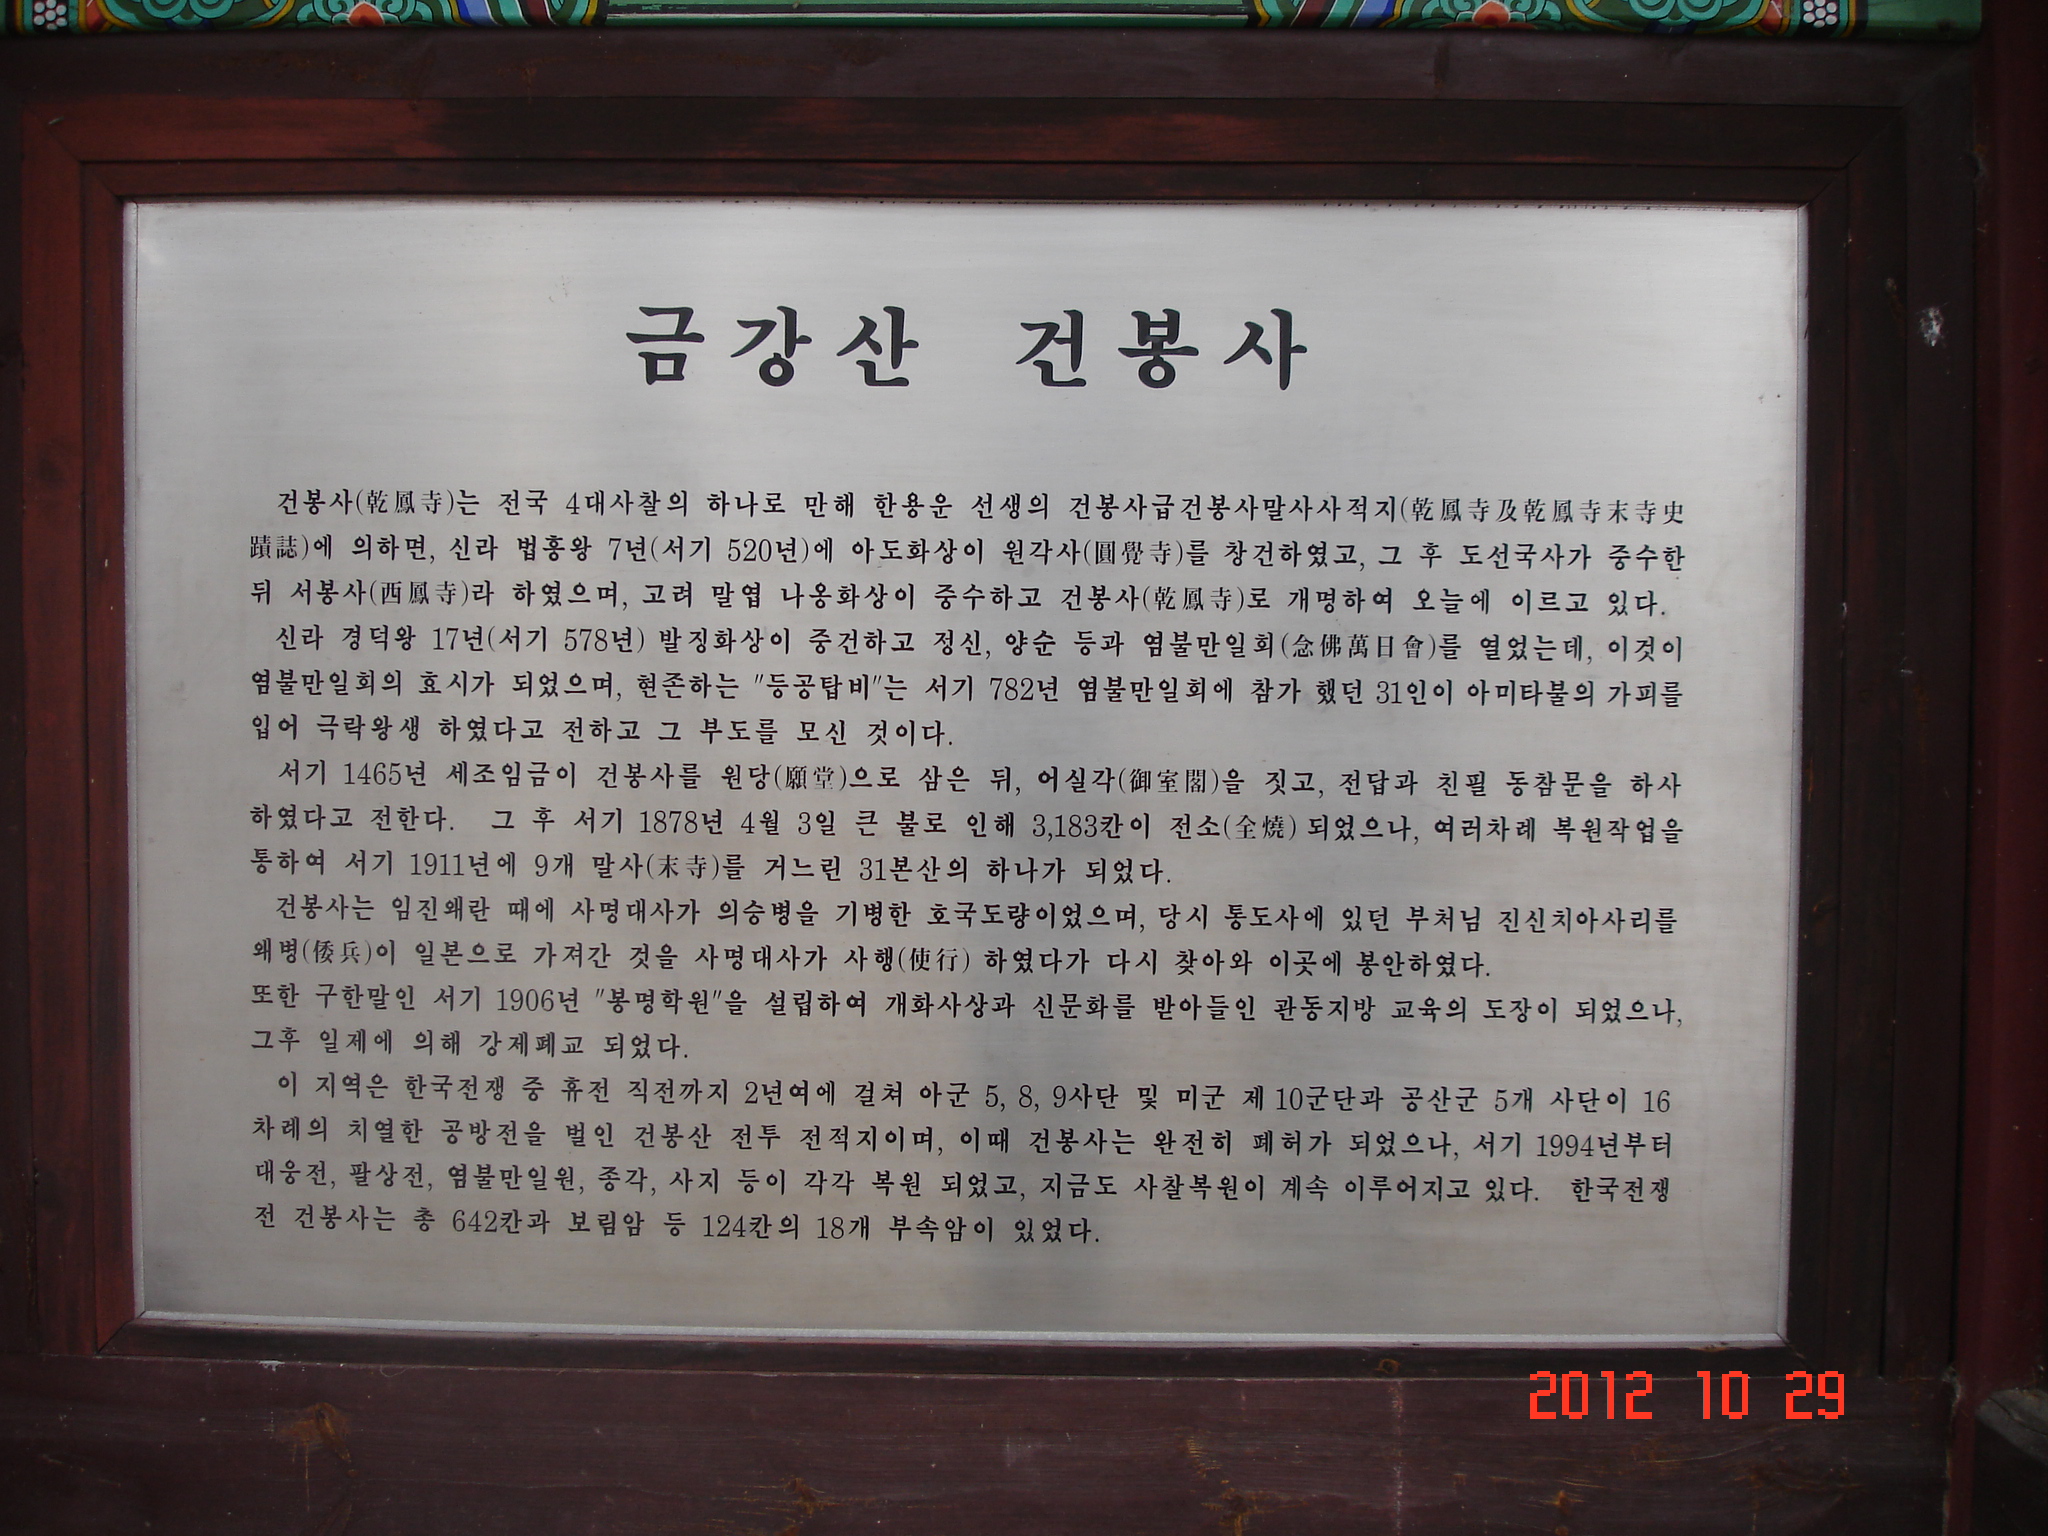 금강산 건봉사
건봉사(乾鳳寺)는 전국 4대사찰의 하나로 만해 한용운 선생의 건봉사급건봉사말사사적지(乾鳳寺及乾鳳寺末寺史
蹟誌)에 의하면, 신라 법흥왕 7년(서기 520년)에 아도화상이 원각사(圓覺寺)를 창건하였고, 그 후 도선국사가 중수한
뒤 서봉사(西鳳寺)라 하였으며, 고려 말엽 나옹화상이 중수하고 건봉사(乾鳳寺)로 개명하여 오늘에 이르고 있다.
신라 경덕왕 17년(서기 578년) 발징화상이 중건하고 정신, 양순 등과 염불만일회(念佛萬日會)를 열었는데, 이것이
염불만일회의 효시가 되었으며, 현존하는 "등공탑비"는 서기 782년 염불만일회에 참가 했던 31인이 아미타불의 가피를
입어 극락왕생 하였다고 전하고 그 부도를 모신 것이다.
서기 1465년 세조임금이 건봉사를 원당(願堂)으로 삼은 뒤, 어실각(御室閣)을 짓고, 전답과 친필 동참문을 하사
하였다고 전한다. 그 후 서기 1878년 4월 3일 큰 불로 인해 3,183칸이 전소(全燒) 되었으나, 여러차례 복원작업을
통하여 서기 1911년에 9개 말사(末寺)를 거느린 31본산의 하나가 되었다.
건봉사는 임진왜란 때에 사명대사가 의승병을 기병한 호국도량이었으며, 당시 통도사에 있던 부처님 진신치아사리를
왜병(倭兵)이 일본으로 가져간 것을 사명대사가 사행(使行) 하였다가 다시 찾아와 이곳에 봉안하였다.
또한 구한말인 서기 1906년 "봉명학원"을 설립하여 개화사상과 신문화를 받아들인 관동지방 교육의 도장이 되었으나,
그후 일제에 의해 강제폐교 되었다.
이 지역은 한국전쟁 중 휴전 직전까지 2년여에 걸쳐 아군 5, 8, 9사단 및 미군 제10군단과 공산군 5개 사단이 16
차례의 치열한 공방전을 벌인 건봉산 전투 전적지이며, 이때 건봉사는 완전히 폐허가 되었으나, 서기 1994년부터
대웅전, 팔상전, 염불만일원, 종각, 사지 등이 각각 복원 되었고, 지금도 사찰복원이 계속 이루어지고 있다. 한국전쟁
전 건봉사는 총 642칸과 보림암 등 124칸의 18개 부속암이 있었다.
2012 10 29